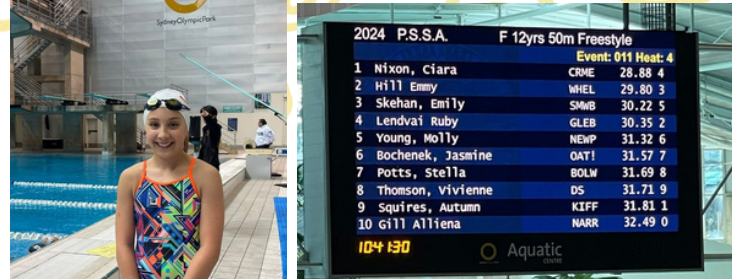 SydneyOlympicPark
2024 P.S.S.A. F 12yrs 50m Freestyle
Event: 011 Heat: 4
1 Nixon, Ciara CRME 28.88 4
2 Hill Emmy WHEL 29.80 3
3 Skehan, Emily SMWB 30.22 5
4 Lendvai Ruby GLEB 30.35 2
5 Young, Molly NEWP 31.32 6
6 Bochenek, Jasmine OAT! 31.57 7
7 Potts, Stella BOLW 31.69 8
8 Thomson, Vivienne DS 31.71 9
9 Squires, Autumn KIFF 31.81 1
10 Gill Alliena NARR 32.49 0
10:41:30 Aquatic
CENTRE